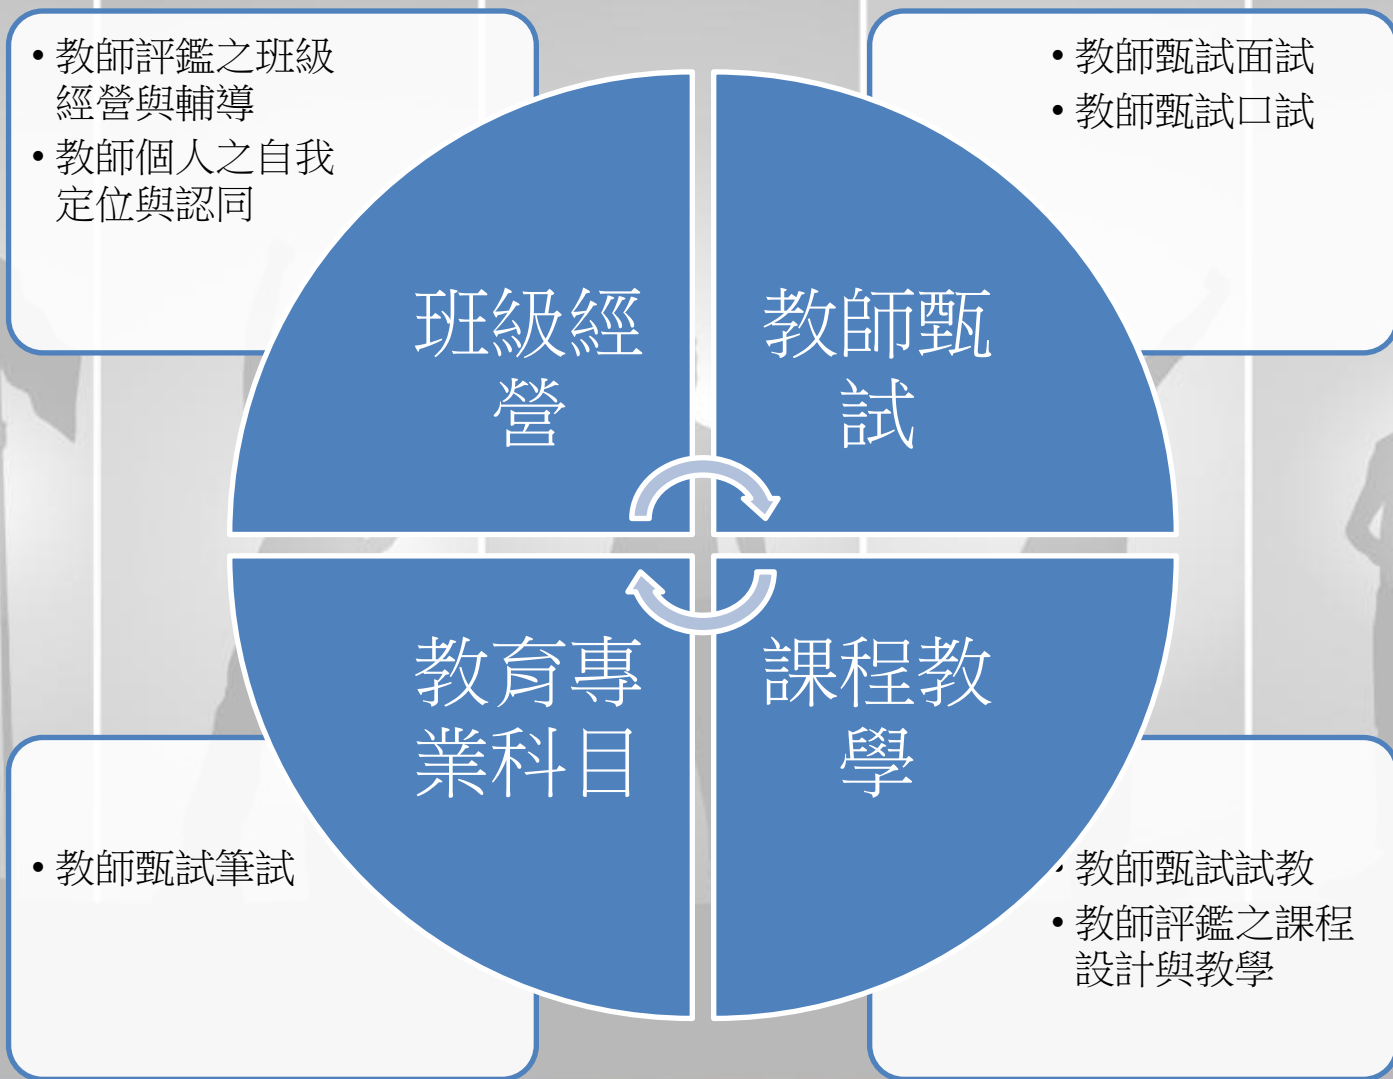 • 教師評鑑之班級
經營與輔導
• 教師個人之自我
定位與認同
• 教師甄試面試
• 教師甄試口試
班級經
營
教師甄
試
教育專
業科目
課程教
學
• 教師甄試筆試
• 教師甄試試教
• 教師評鑑之課程
設計與教學